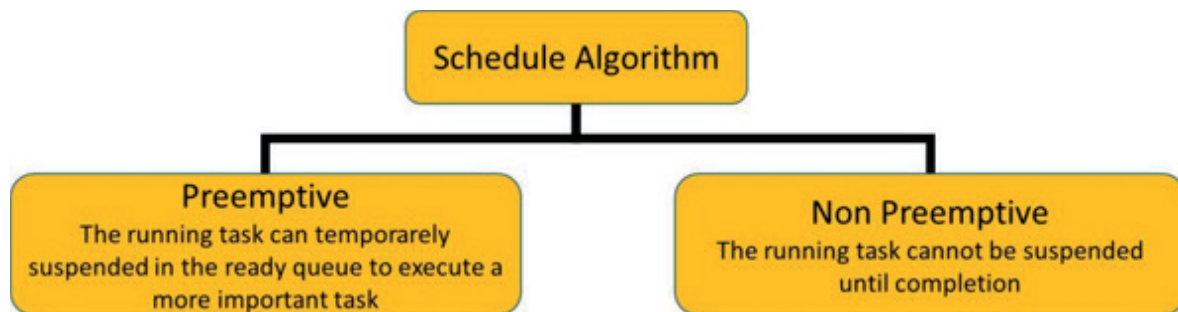 Schedule Algorithm
Preemptive
The running task can temporarely
suspended in the ready queue to execute a
more important task
Non Preemptive
The running task cannot be suspended
until completion